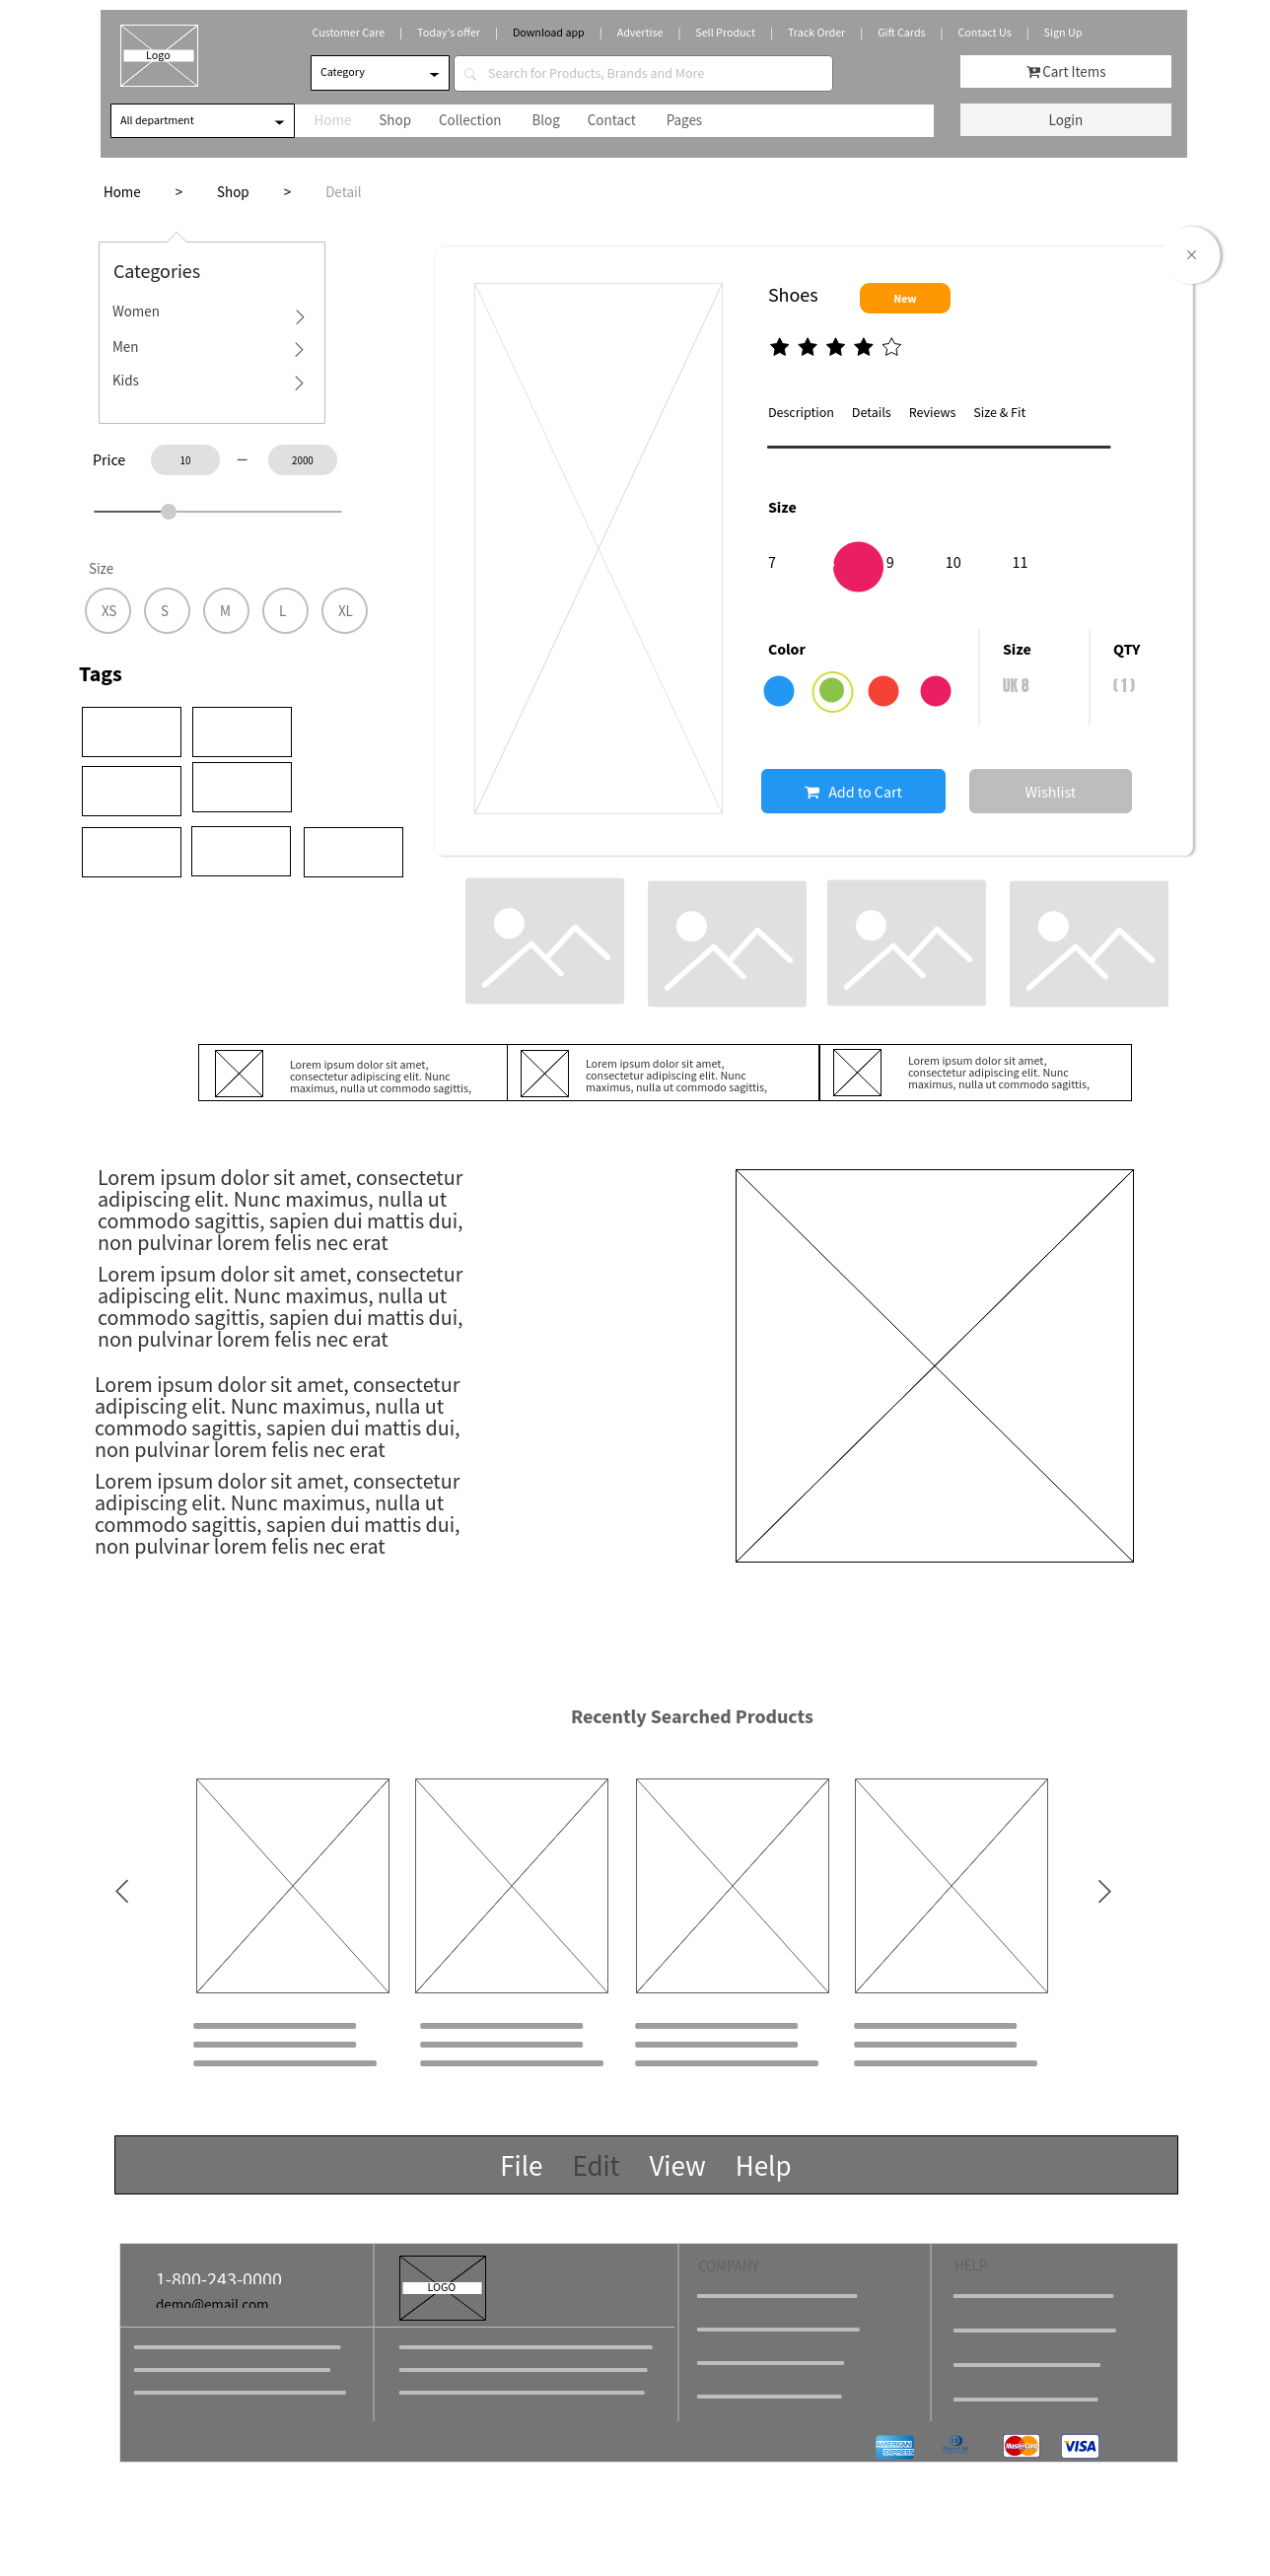 Customer Care | Today's offer | Download app | Advertise | Sell Product | Track Order | Gift Cards | Contact Us | Sign Up
Logo
Category
Search for Products, Brands and More
Cart Items
All department
Home Shop Collection Blog Contact Pages
Login
Home > Shop > Detail
Categories
Women
Men
Kids
Price 10 – 2000
Size
XS S M L XL
Tags
Shoes New
Description Details Reviews Size & Fit
Size
7 9 10 11
Color Size QTY
UK 8 ( 1 )
Add to Cart Wishlist
Lorem ipsum dolor sit amet,
consectetur adipiscing elit. Nunc
maximus, nulla ut commodo sagittis,
Lorem ipsum dolor sit amet,
consectetur adipiscing elit. Nunc
maximus, nulla ut commodo sagittis,
Lorem ipsum dolor sit amet,
consectetur adipiscing elit. Nunc
maximus, nulla ut commodo sagittis,
Lorem ipsum dolor sit amet, consectetur
adipiscing elit. Nunc maximus, nulla ut
commodo sagittis, sapien dui mattis dui,
non pulvinar lorem felis nec erat
Lorem ipsum dolor sit amet, consectetur
adipiscing elit. Nunc maximus, nulla ut
commodo sagittis, sapien dui mattis dui,
non pulvinar lorem felis nec erat
Lorem ipsum dolor sit amet, consectetur
adipiscing elit. Nunc maximus, nulla ut
commodo sagittis, sapien dui mattis dui,
non pulvinar lorem felis nec erat
Lorem ipsum dolor sit amet, consectetur
adipiscing elit. Nunc maximus, nulla ut
commodo sagittis, sapien dui mattis dui,
non pulvinar lorem felis nec erat
Recently Searched Products
File Edit View Help
1-800-243-0000
demo@email.com
LOGO
COMPANY
HELP
AMERICAN EXPRESS
MasterCard
VISA